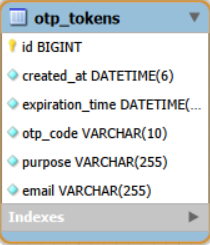 otp_tokens
id BIGINT
created_at DATETIME(6)
expiration_time DATETIME(...
otp_code VARCHAR(10)
purpose VARCHAR(255)
email VARCHAR(255)
Indexes